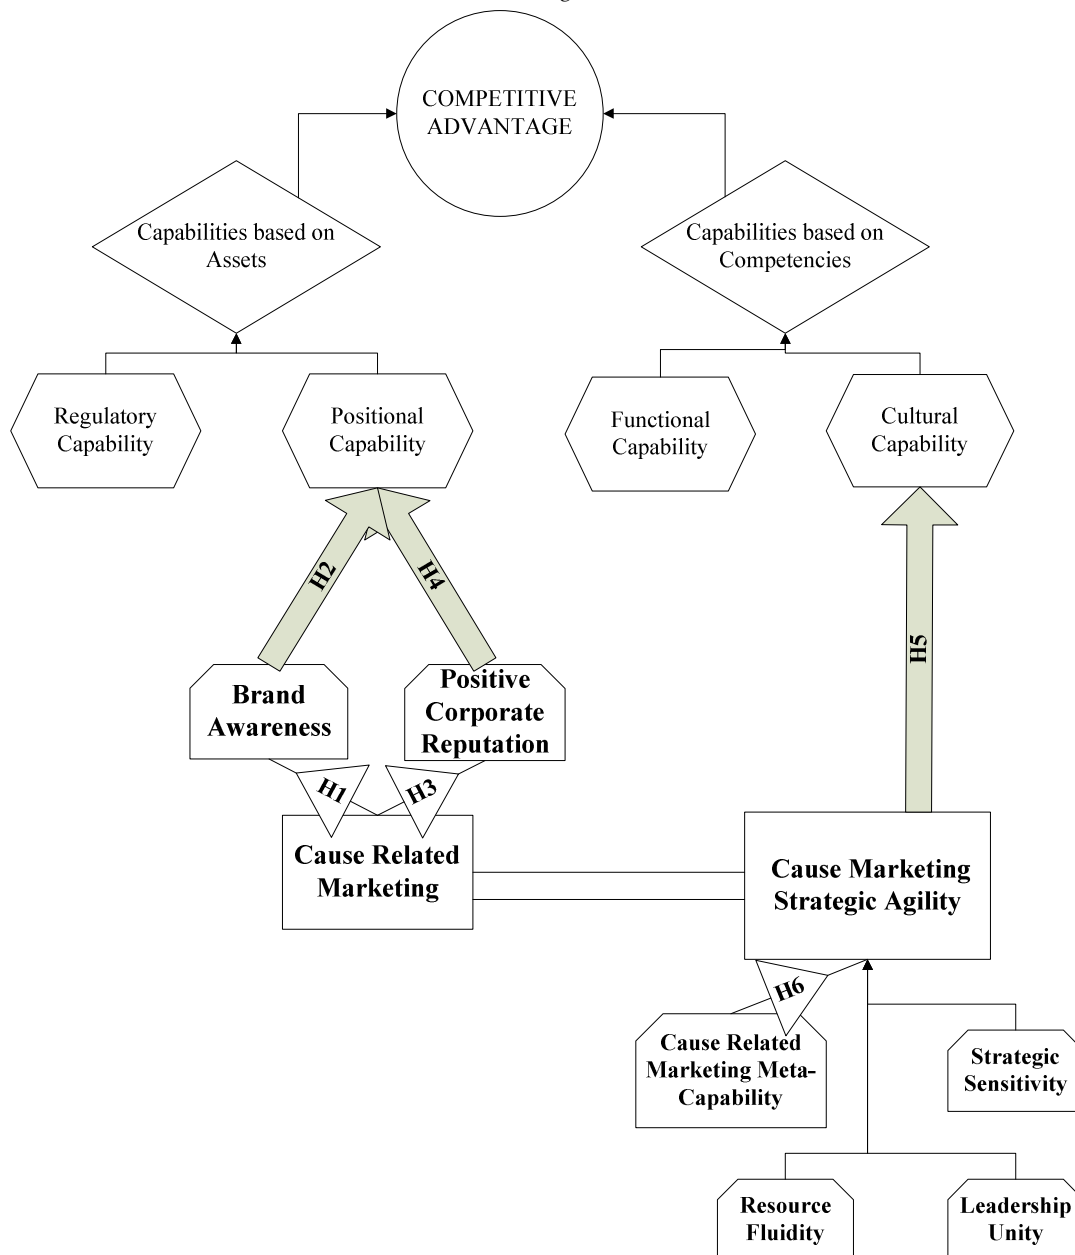 COMPETITIVE
ADVANTAGE
Capabilities based on
Assets
Capabilities based on
Competencies
Regulatory
Capability
Positional
Capability
Functional
Capability
Cultural
Capability
H2
H4
H5
Brand
Awareness
Positive
Corporate
Reputation
H1
H3
Cause Related
Marketing
Cause Marketing
Strategic Agility
H6
Cause Related
Marketing Meta-
Capability
Strategic
Sensitivity
Resource
Fluidity
Leadership
Unity